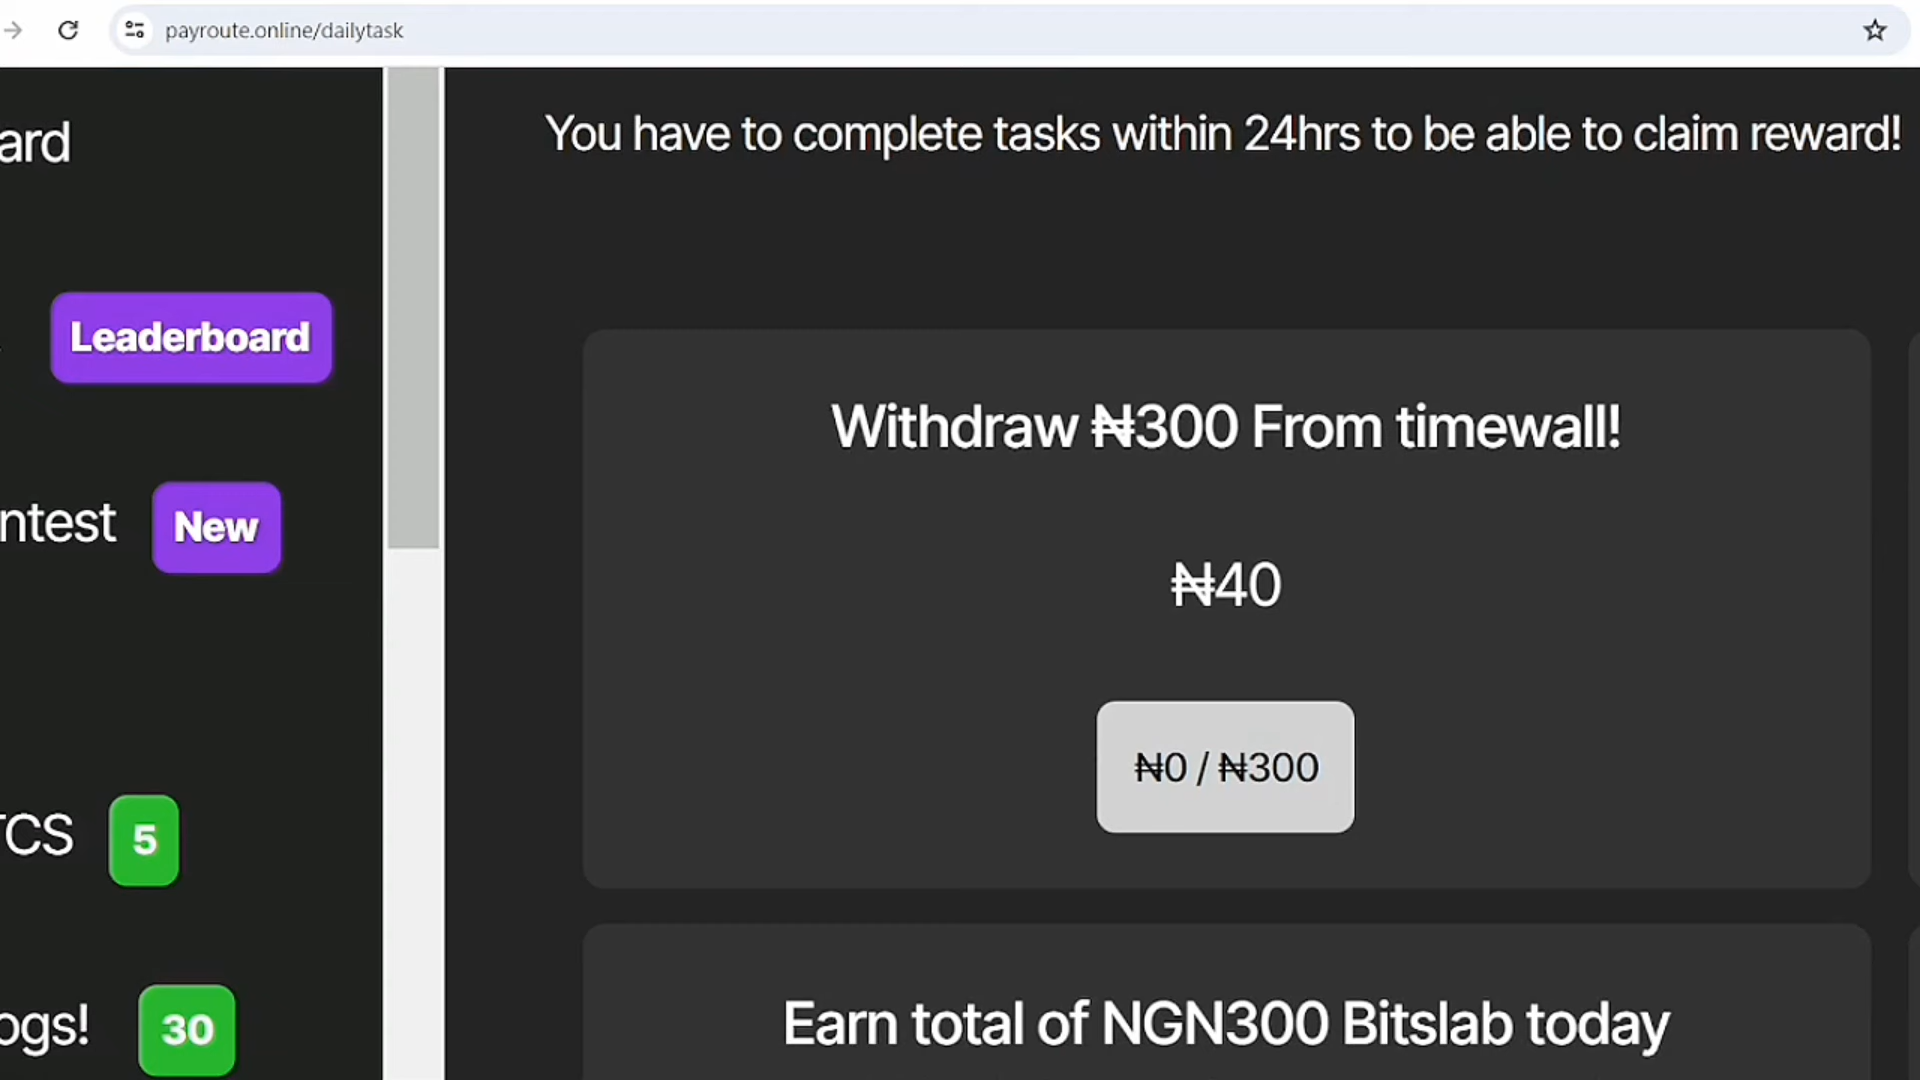 payroute.online/dailytask
You have to complete tasks within 24hrs to be able to claim reward!
ard
Leaderboard
ntest New
TCS 5
ogs! 30
Withdraw ₦300 From timewall!
₦40
₦0 / ₦300
Earn total of NGN300 Bitslab today